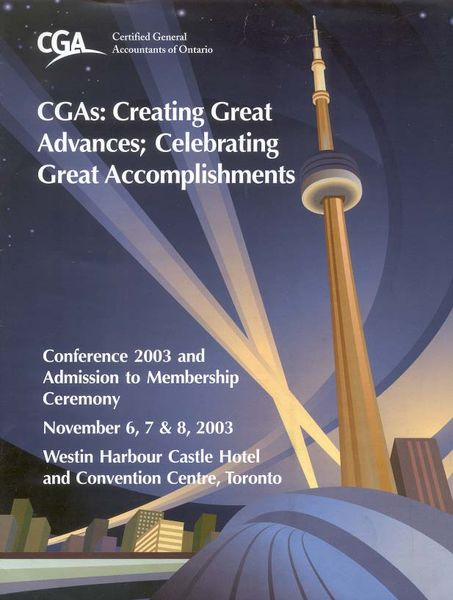 CGA
Certified General
Accountants of Ontario
CGAs: Creating Great
Advances; Celebrating
Great Accomplishments
Conference 2003 and
Admission to Membership
Ceremony
November 6, 7 & 8, 2003
Westin Harbour Castle Hotel
and Convention Centre, Toronto